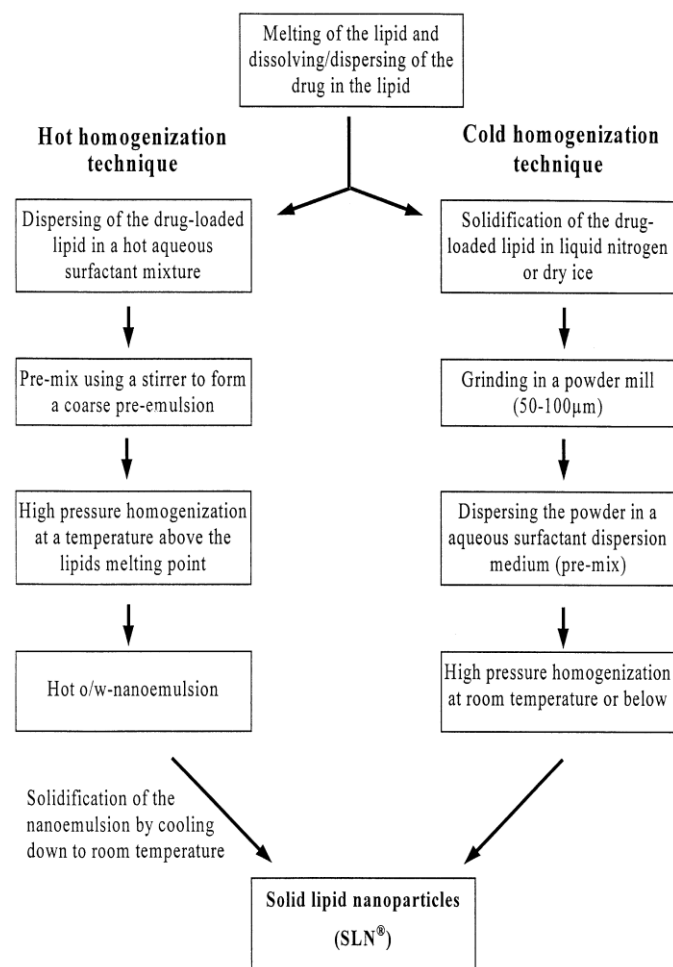 Melting of the lipid and
dissolving/dispersing of the
drug in the lipid
Hot homogenization
technique
Dispersing of the drug-loaded
lipid in a hot aqueous
surfactant mixture
Pre-mix using a stirrer to form
a coarse pre-emulsion
High pressure homogenization
at a temperature above the
lipids melting point
Hot o/w-nanoemulsion
Solidification of the
nanoemulsion by cooling
down to room temperature
Cold homogenization
technique
Solidification of the drug-
loaded lipid in liquid nitrogen
or dry ice
Grinding in a powder mill
(50-100µm)
Dispersing the powder in a
aqueous surfactant dispersion
medium (pre-mix)
High pressure homogenization
at room temperature or below
Solid lipid nanoparticles
(SLN®)